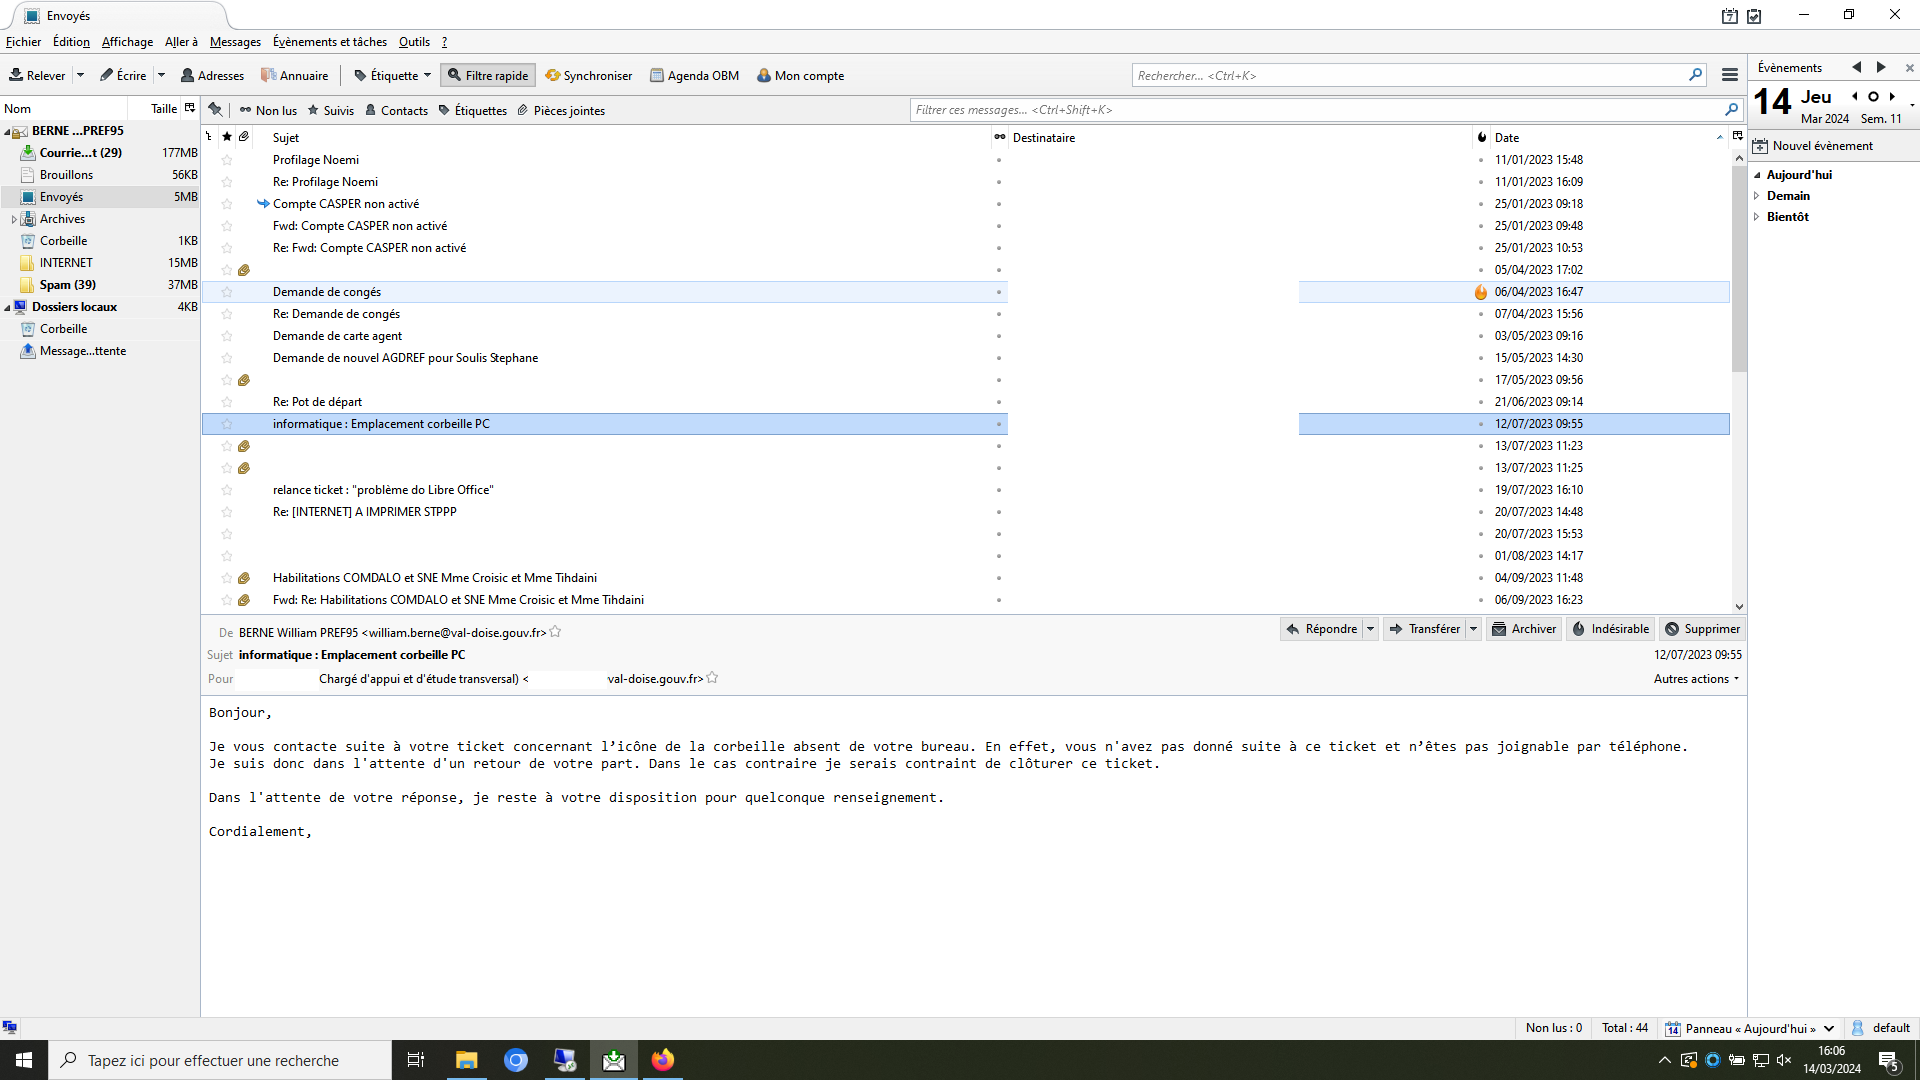 Envoyés
Fichier Édition Affichage Aller à Messages Évènements et tâches Outils ?
Relever Écrire Adresses Annuaire Étiquette Filtre rapide Synchroniser Agenda OBM Mon compte Rechercher... <Ctrl+K>
Évènements
Nom Taille
Non lus Suivis Contacts Étiquettes Pièces jointes Filtrer ces messages... <Ctrl+Shift+K>
14 Jeu
Mar 2024 Sem. 11
Nouvel évènement
Aujourd'hui
Demain
Bientôt
BERNE ...PREF95
Courrie...t (29) 177MB
Brouillons 56KB
Envoyés 5MB
Archives
Corbeille 1KB
INTERNET 15MB
Spam (39) 37MB
Dossiers locaux 4KB
Corbeille
Message...ttente
Sujet Destinataire Date
Profilage Noemi 11/01/2023 15:48
Re: Profilage Noemi 11/01/2023 16:09
Compte CASPER non activé 25/01/2023 09:18
Fwd: Compte CASPER non activé 25/01/2023 09:48
Re: Fwd: Compte CASPER non activé 25/01/2023 10:53
05/04/2023 17:02
Demande de congés 06/04/2023 16:47
Re: Demande de congés 07/04/2023 15:56
Demande de carte agent 03/05/2023 09:16
Demande de nouvel AGDREF pour Soulis Stephane 15/05/2023 14:30
17/05/2023 09:56
Re: Pot de départ 21/06/2023 09:14
informatique : Emplacement corbeille PC 12/07/2023 09:55
13/07/2023 11:23
13/07/2023 11:25
relance ticket : "problème do Libre Office" 19/07/2023 16:10
Re: [INTERNET] A IMPRIMER STPPP 20/07/2023 14:48
20/07/2023 15:53
01/08/2023 14:17
Habilitations COMDALO et SNE Mme Croisic et Mme Tihdaini 04/09/2023 11:48
Fwd: Re: Habilitations COMDALO et SNE Mme Croisic et Mme Tihdaini 06/09/2023 16:23
De BERNE William PREF95 <william.berne@val-doise.gouv.fr> Répondre Transférer Archiver Indésirable Supprimer
Sujet informatique : Emplacement corbeille PC 12/07/2023 09:55
Pour Chargé d'appui et d'étude transversal) < val-doise.gouv.fr> Autres actions
Bonjour,
Je vous contacte suite à votre ticket concernant l’icône de la corbeille absent de votre bureau. En effet, vous n'avez pas donné suite à ce ticket et n’êtes pas joignable par téléphone.
Je suis donc dans l'attente d'un retour de votre part. Dans le cas contraire je serais contraint de clôturer ce ticket.
Dans l'attente de votre réponse, je reste à votre disposition pour quelconque renseignement.
Cordialement,
Non lus : 0 Total : 44 14 Panneau « Aujourd'hui » default
Tapez ici pour effectuer une recherche
16:06
14/03/2024
5